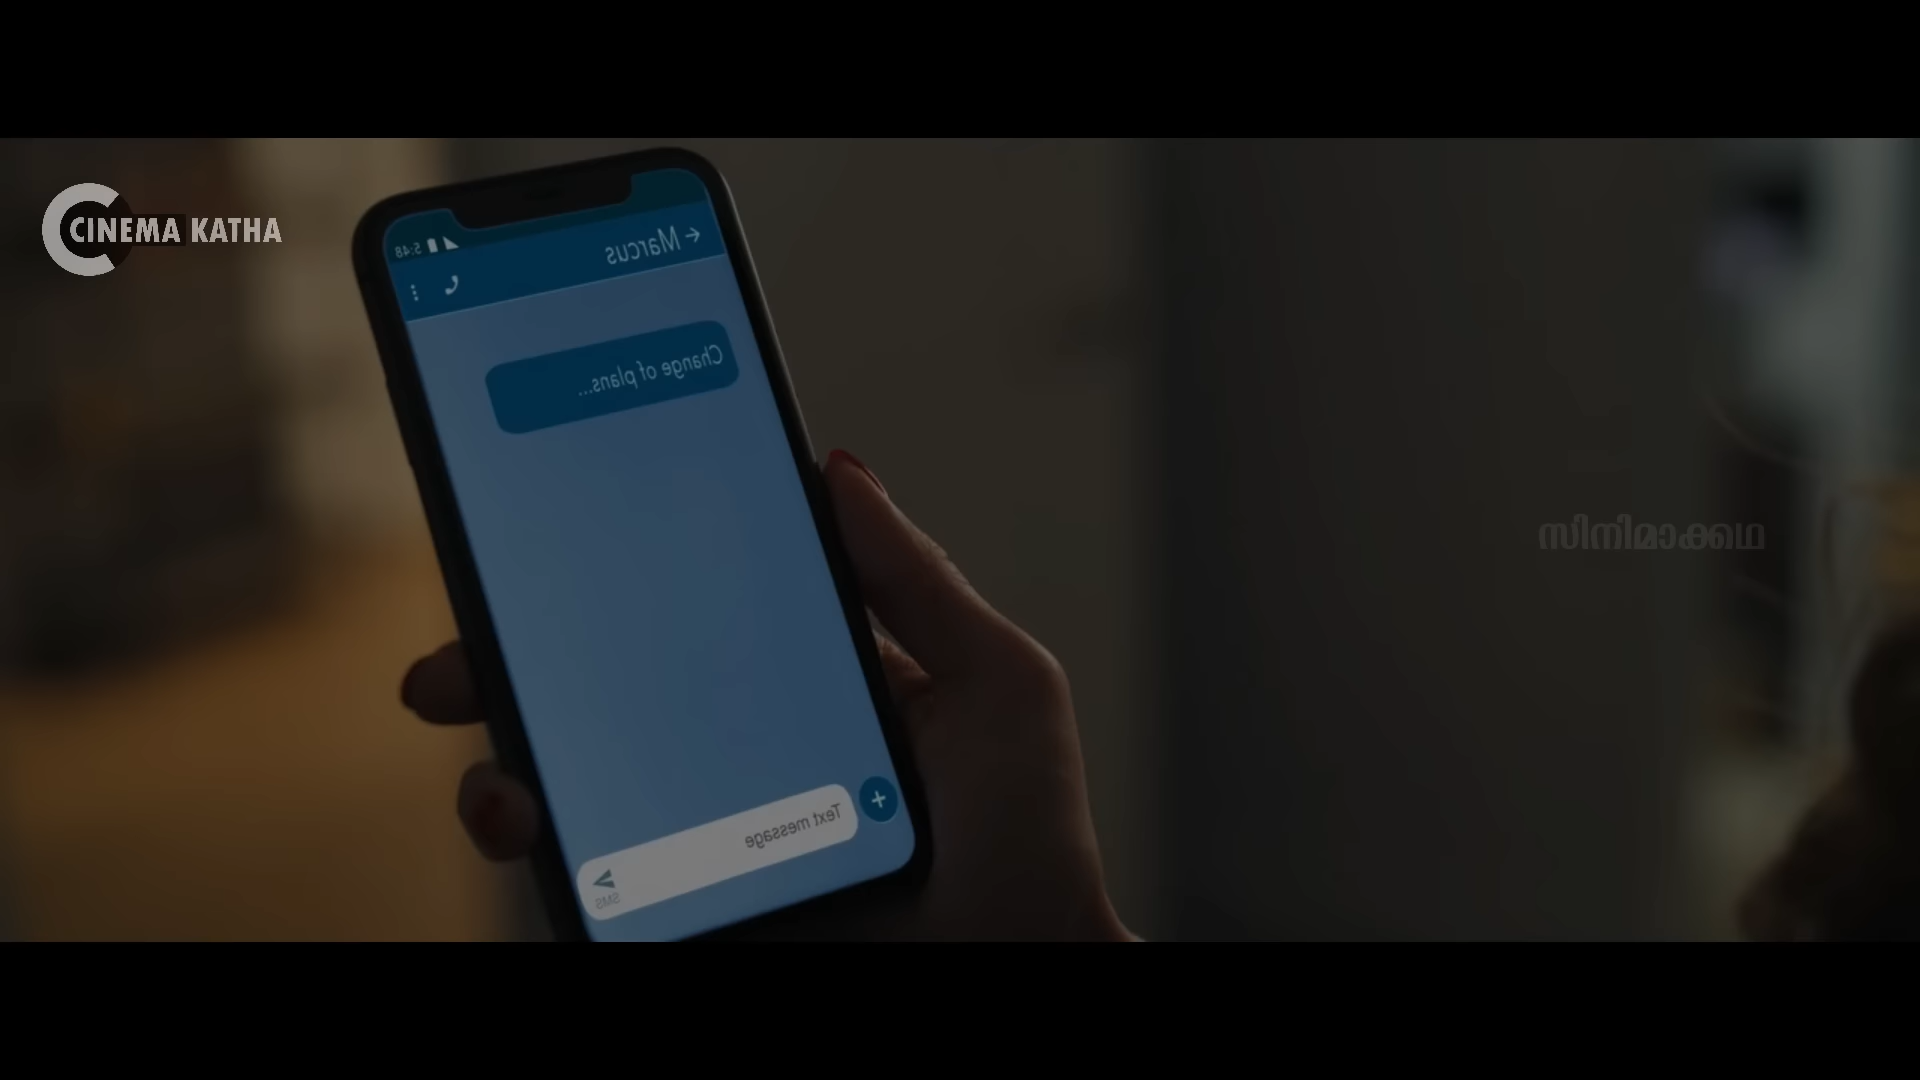 CINEMA KATHA
5:48
Marcus
Change of plans...
സിനിമാക്കഥ
Text message
SMS